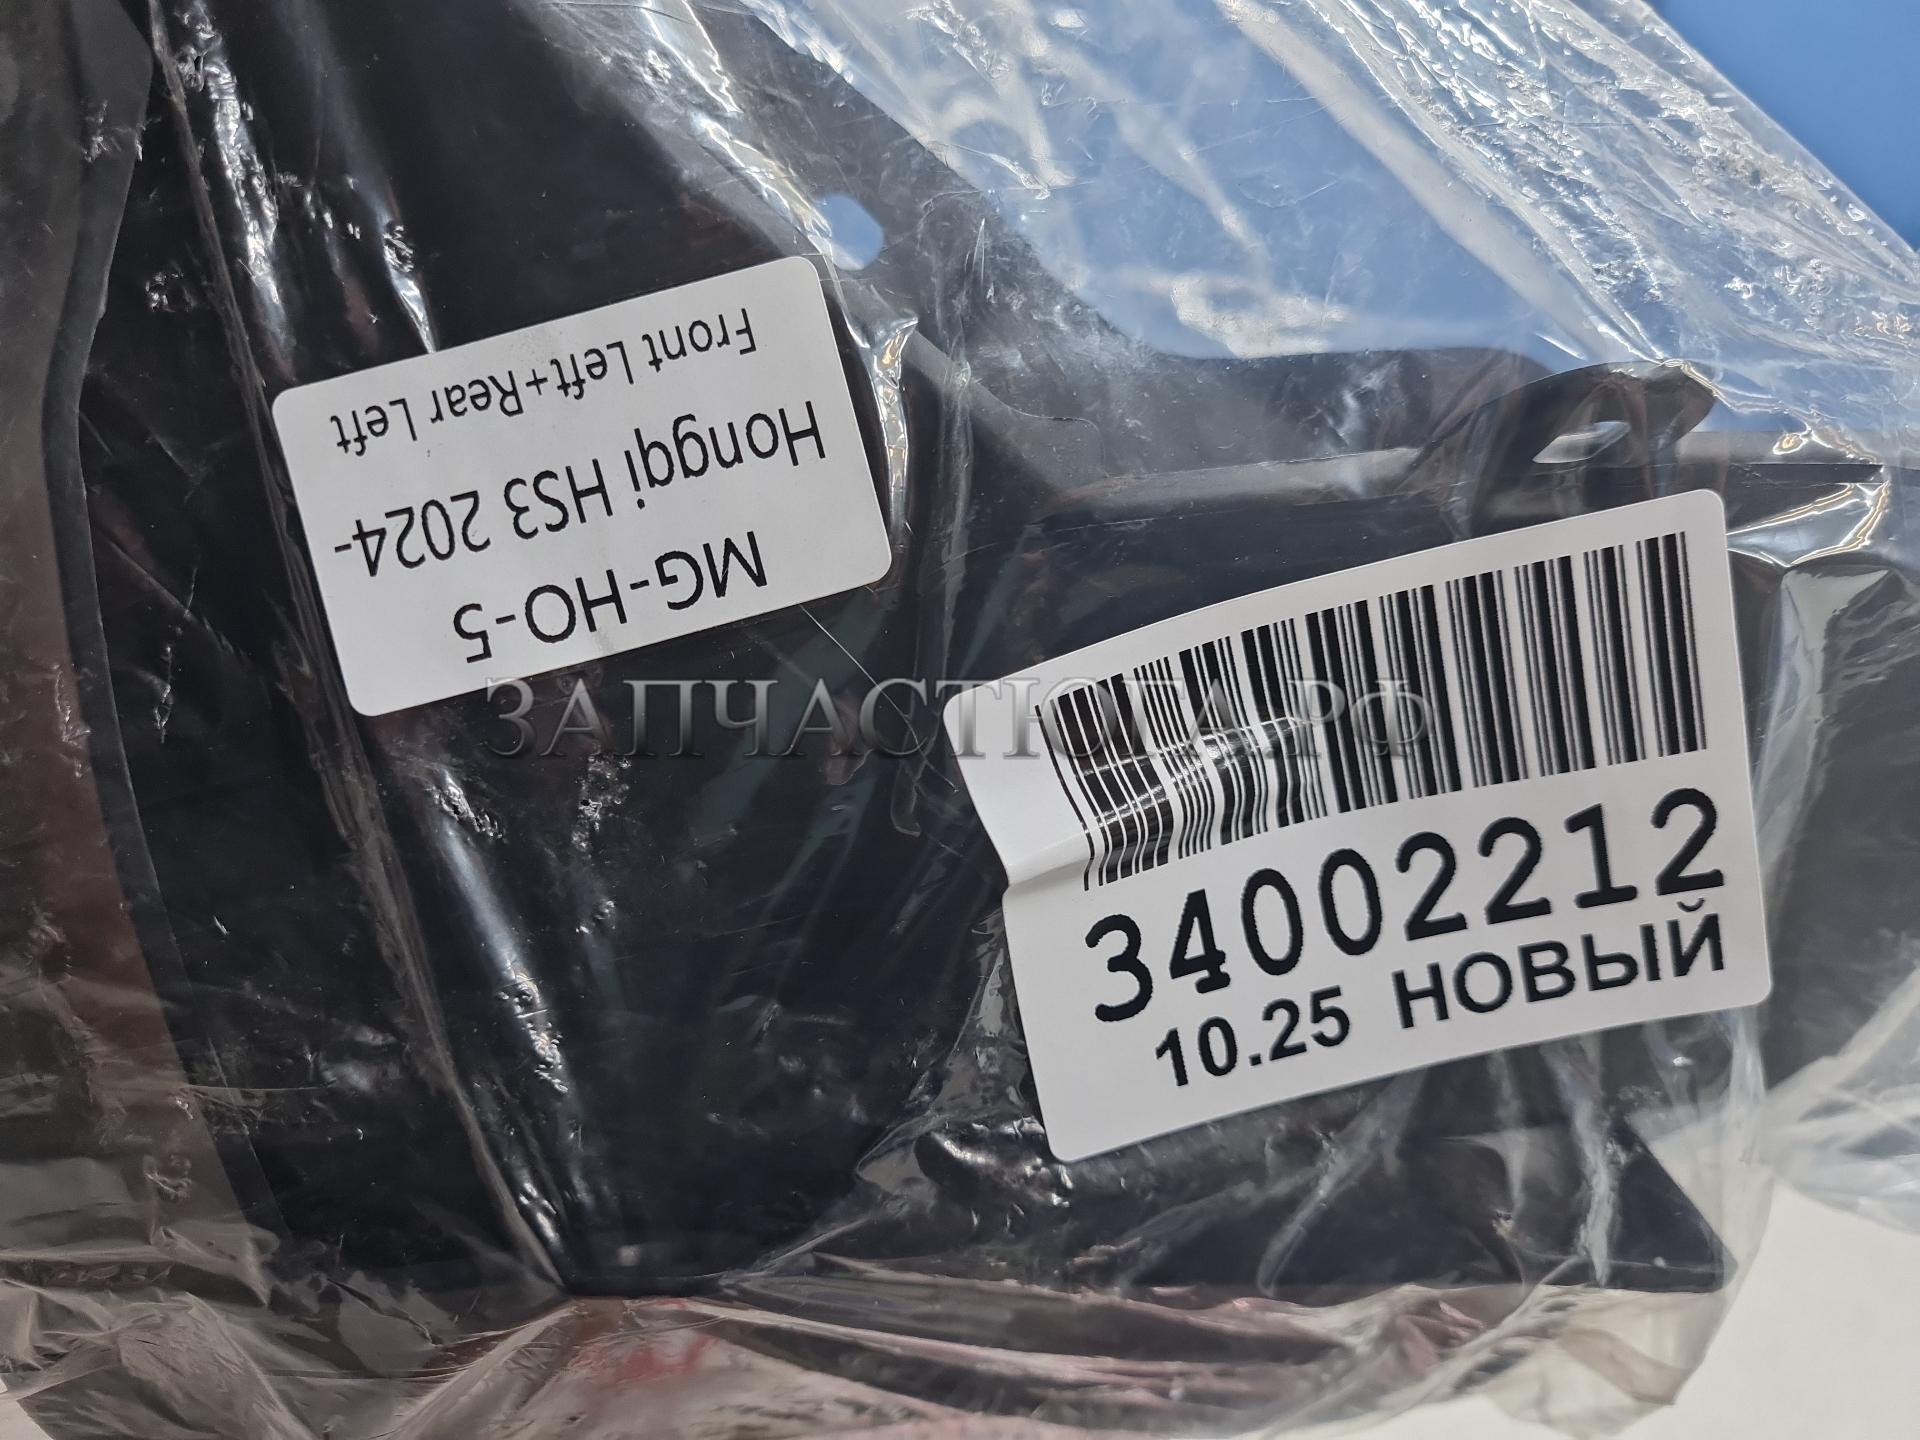 MG-HO-5
Hongqi HS3 2024-
Front Left+Rear Left
ЗАПЧАСТЮГА.РФ
34002212
10.25 НОВЫЙ